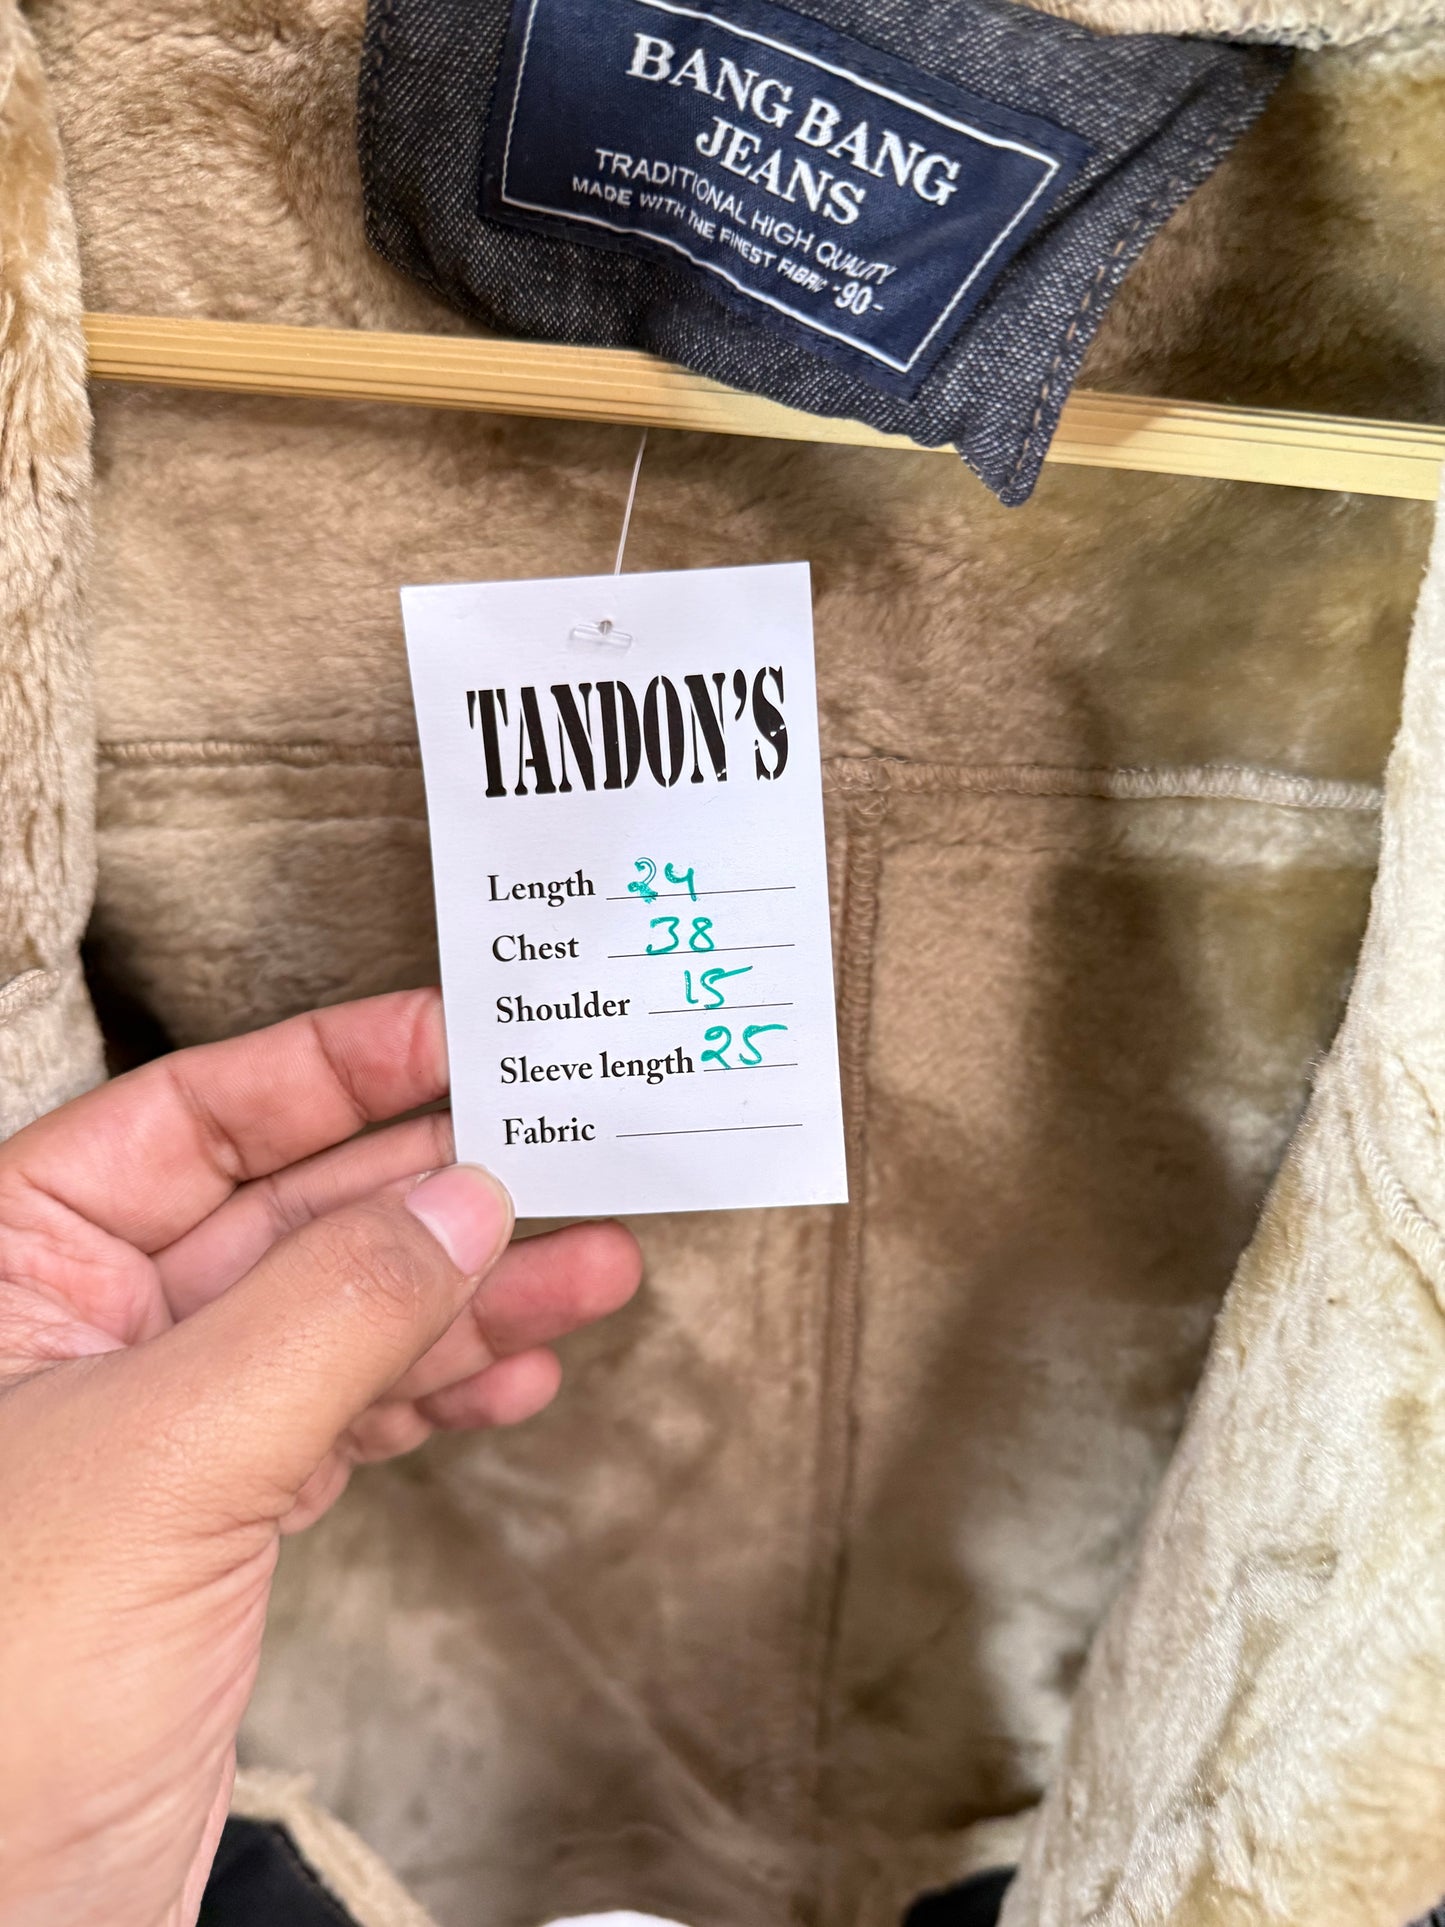 BANG BANG
JEANS
TRADITIONAL HIGH QUALITY
MADE WITH THE FINEST FABRIC -90-
TANDON'S
Length 24
Chest 38
Shoulder 15
Sleeve length 25
Fabric